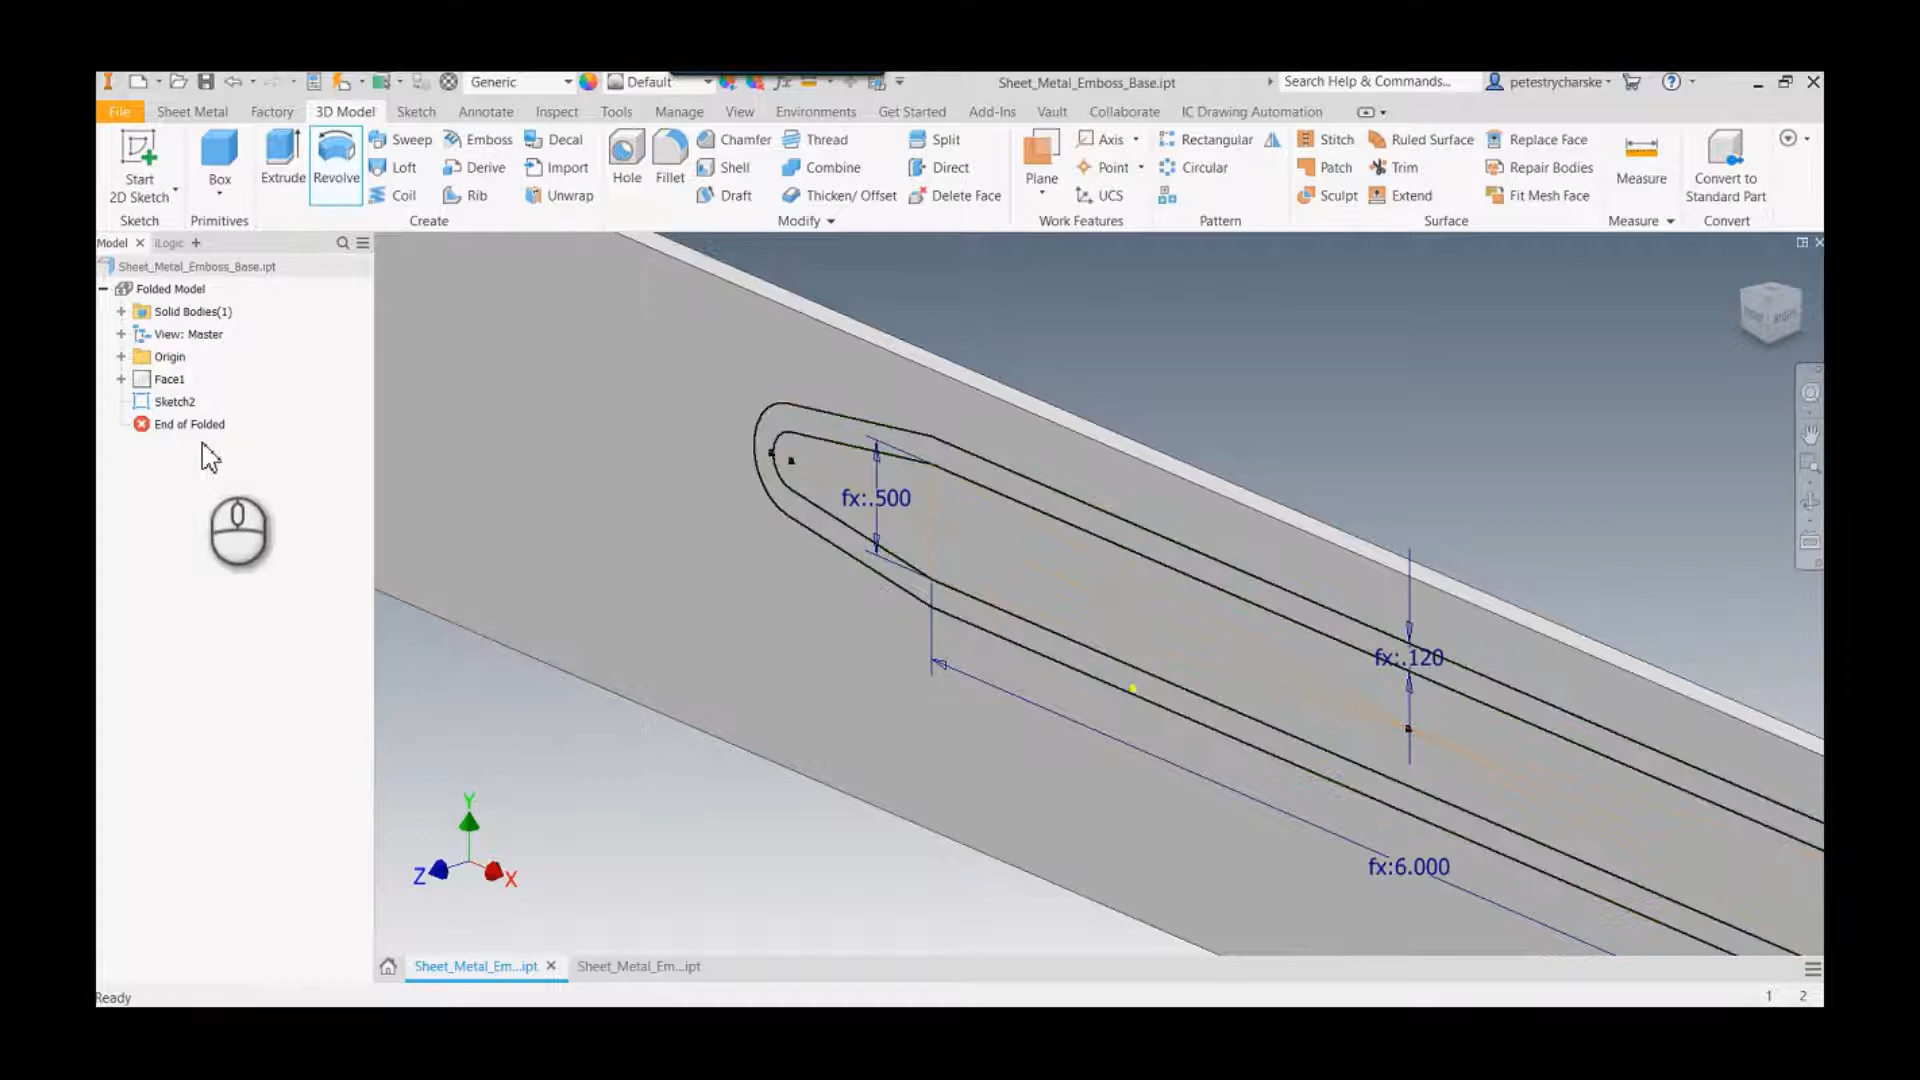 Generic Default Sheet_Metal_Emboss_Base.ipt Search Help & Commands... petestrycharske
File Sheet Metal Factory 3D Model Sketch Annotate Inspect Tools Manage View Environments Get Started Add-Ins Vault Collaborate IC Drawing Automation
Sweep Emboss Decal Chamfer Thread Split Axis Rectangular Stitch Ruled Surface Replace Face
Loft Derive Import Shell Combine Direct Point Circular Patch Trim Repair Bodies
Start
2D Sketch
Box Extrude Revolve Hole Fillet Plane Measure
Convert to
Standard Part
Coil Rib Unwrap Draft Thicken/ Offset Delete Face UCS Sculpt Extend Fit Mesh Face
Sketch Primitives Create Modify Work Features Pattern Surface Measure Convert
Model iLogic
Sheet_Metal_Emboss_Base.ipt
Folded Model
Solid Bodies(1)
View: Master
Origin
Face1
Sketch2
End of Folded
fx:.500
fx:.120
fx:6.000
Y
Z X
Sheet_Metal_Em...ipt Sheet_Metal_Em...ipt
Ready 1 2